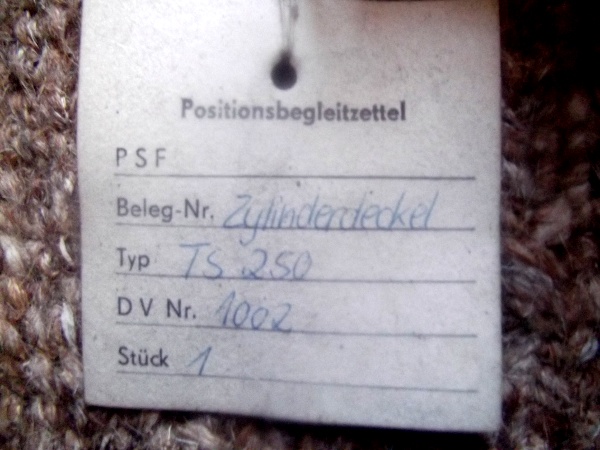 Positionsbegleitzettel
PSF
Beleg-Nr. Zylinderdeckel
Typ TS 250
DV Nr. 1002
Stück 1